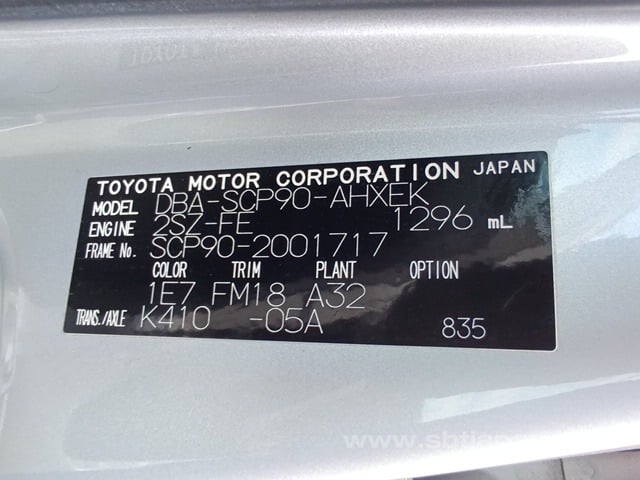 TOYOTA MOTOR CORPORATION JAPAN
MODEL DBA-SCP90-AHXEK
ENGINE 2SZ-FE 1296 mL
FRAME No. SCP90-2001717
COLOR TRIM PLANT OPTION
1E7 FM18 A32
TRANS./AXLE K410 -05A 835